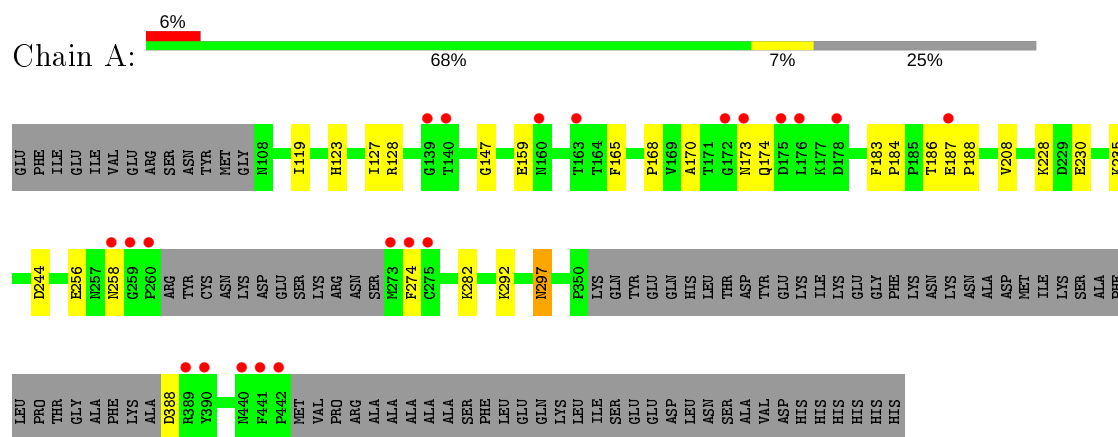 6%
Chain A:
68% 7% 25%
GLU PHE ILE GLU GLU ILE ILE VAL GLU ARG SER ASN TYR MET GLY N108 I119 H123 I127 R128 G139 T140 G147 E159 N160 T163 T164 F165 P168 V169 A170 T171 G172 N173 Q174 D175 L176 K177 D178 F183 P184 P185 T186 E187 P188 V208 K228 D229 E230 K235
D244 E256 N257 N258 G259 P260 ARG TYR CYS ASN LYS ASP GLU SER LYS ARG ASN SER M273 F274 C275 K282 K292 N297 P350 LYS GLN TYR GLU GLN HIS LEU THR ASP TYR GLU LYS ILE LYS GLU GLY PHE LYS ASN LYS ASN ALA ASP MET ILE LYS SER ALA PHE
LEU PRO THR GLY ALA PHE LYS ALA D388 R389 Y390 N440 F441 P442 MET VAL PRO ARG ALA ALA ALA ALA ALA SER PHE LEU GLU GLN LYS LEU ILE SER GLU GLU ASP LEU ASN SER ALA VAL ASP HIS HIS HIS HIS HIS HIS